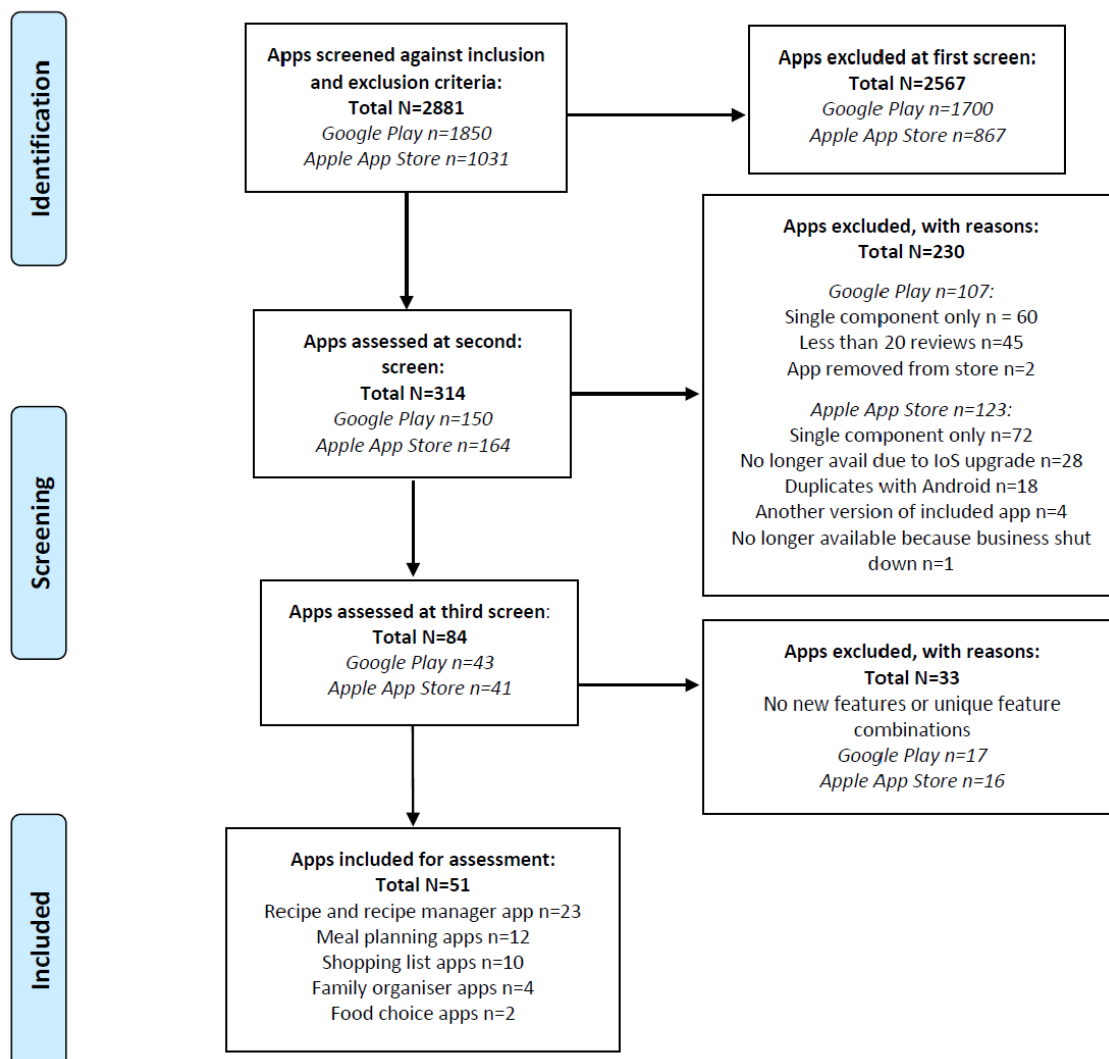 Identification
Apps screened against inclusion
and exclusion criteria:
Total N=2881
Google Play n=1850
Apple App Store n=1031
Apps excluded at first screen:
Total N=2567
Google Play n=1700
Apple App Store n=867
Apps excluded, with reasons:
Total N=230
Google Play n=107:
Single component only n = 60
Less than 20 reviews n=45
App removed from store n=2
Apple App Store n=123:
Single component only n=72
No longer avail due to IoS upgrade n=28
Duplicates with Android n=18
Another version of included app n=4
No longer available because business shut
down n=1
Screening
Apps assessed at second:
screen:
Total N=314
Google Play n=150
Apple App Store n=164
Apps assessed at third screen:
Total N=84
Google Play n=43
Apple App Store n=41
Apps excluded, with reasons:
Total N=33
No new features or unique feature
combinations
Google Play n=17
Apple App Store n=16
Included
Apps included for assessment:
Total N=51
Recipe and recipe manager app n=23
Meal planning apps n=12
Shopping list apps n=10
Family organiser apps n=4
Food choice apps n=2